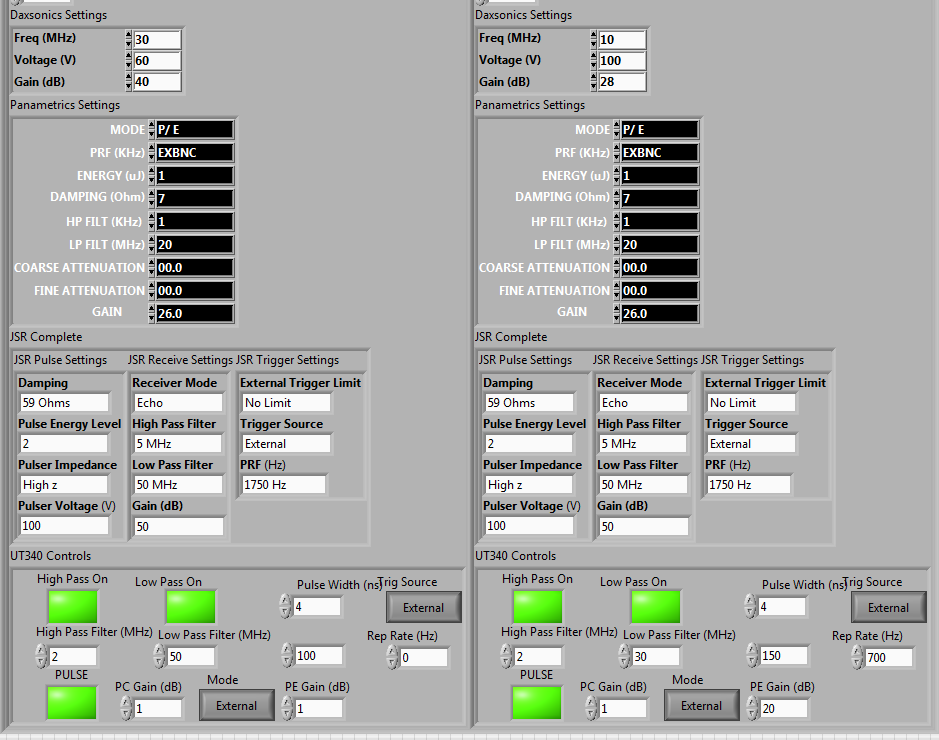 Daxsonics Settings
Freq (MHz) 30
Voltage (V) 60
Gain (dB) 40
Panametrics Settings
MODE P/ E
PRF (KHz) EXBNC
ENERGY (uJ) 1
DAMPING (Ohm) 7
HP FILT (KHz) 1
LP FILT (MHz) 20
COARSE ATTENUATION 00.0
FINE ATTENUATION 00.0
GAIN 26.0
JSR Complete
JSR Pulse Settings JSR Receive Settings JSR Trigger Settings
Damping Receiver Mode External Trigger Limit
59 Ohms Echo No Limit
Pulse Energy Level High Pass Filter Trigger Source
2 5 MHz External
Pulser Impedance Low Pass Filter PRF (Hz)
High z 50 MHz 1750 Hz
Pulser Voltage (V) Gain (dB)
100 50
UT340 Controls
High Pass On Low Pass On Pulse Width (ns) Trig Source
4 External
High Pass Filter (MHz) Low Pass Filter (MHz) Rep Rate (Hz)
2 50 100 0
PULSE PC Gain (dB) Mode PE Gain (dB)
1 External 1
Daxsonics Settings
Freq (MHz) 10
Voltage (V) 100
Gain (dB) 28
Panametrics Settings
MODE P/ E
PRF (KHz) EXBNC
ENERGY (uJ) 1
DAMPING (Ohm) 7
HP FILT (KHz) 1
LP FILT (MHz) 20
COARSE ATTENUATION 00.0
FINE ATTENUATION 00.0
GAIN 26.0
JSR Complete
JSR Pulse Settings JSR Receive Settings JSR Trigger Settings
Damping Receiver Mode External Trigger Limit
59 Ohms Echo No Limit
Pulse Energy Level High Pass Filter Trigger Source
2 5 MHz External
Pulser Impedance Low Pass Filter PRF (Hz)
High z 50 MHz 1750 Hz
Pulser Voltage (V) Gain (dB)
100 50
UT340 Controls
High Pass On Low Pass On Pulse Width (ns) Trig Source
4 External
High Pass Filter (MHz) Low Pass Filter (MHz) Rep Rate (Hz)
2 30 150 700
PULSE PC Gain (dB) Mode PE Gain (dB)
1 External 20